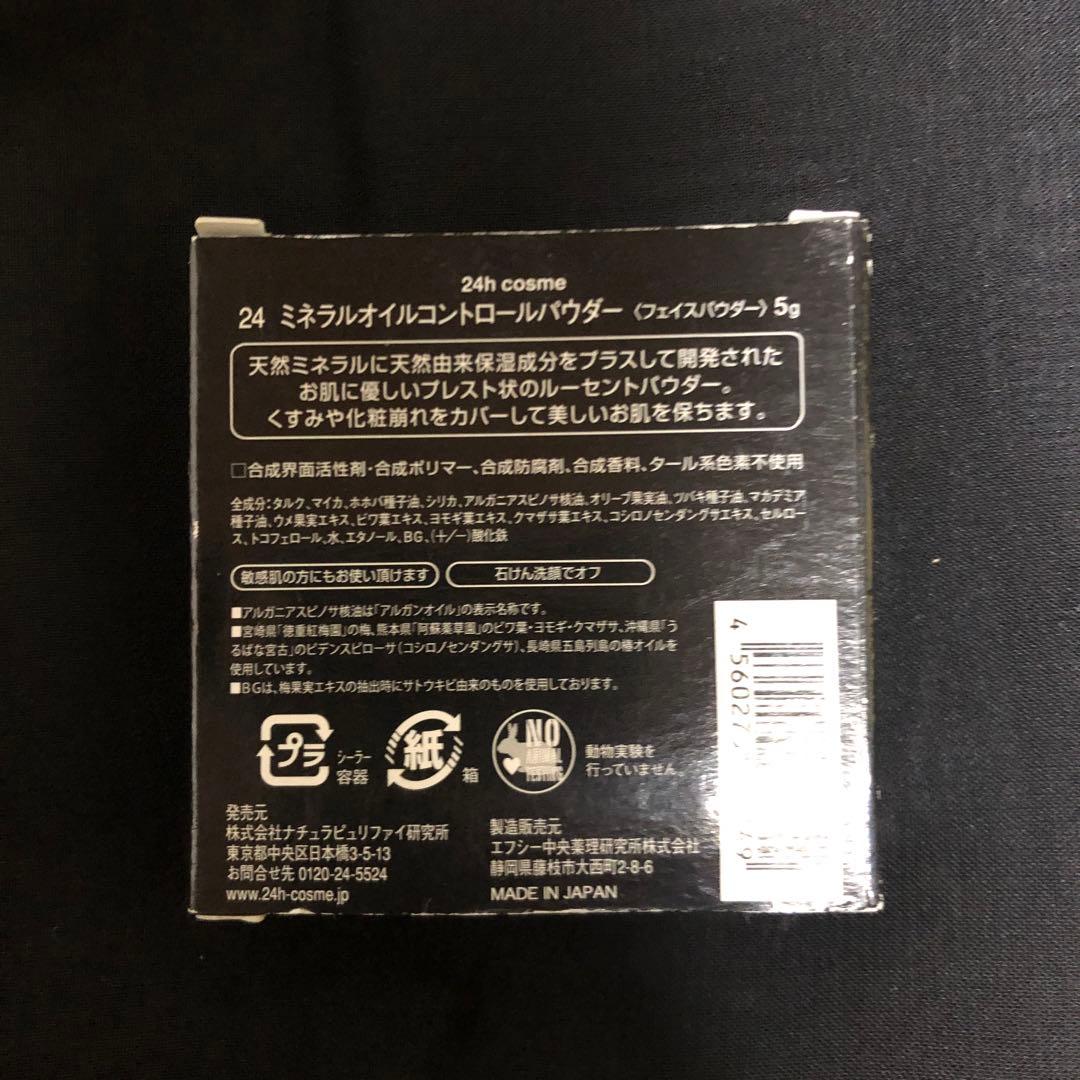 24h cosme
24 ミネラルオイルコントロールパウダー〈フェイスパウダー〉5g
天然ミネラルに天然由来保湿成分をプラスして開発された
お肌に優しいプレスト状のルーセントパウダー。
くすみや化粧崩れをカバーして美しいお肌を保ちます。
□合成界面活性剤・合成ポリマー、合成防腐剤、合成香料、タール系色素不使用
全成分：タルク、マイカ、ホホバ種子油、シリカ、アルガニアスピノサ核油、オリーブ果実油、ツバキ種子油、マカデミア
種子油、ウメ果実エキス、ビワ葉エキス、ヨモギ葉エキス、クマザサ葉エキス、コシロノセンダングサエキス、セルロー
ス、トコフェロール、水、エタノール、BG、(＋／－)酸化鉄
敏感肌の方にもお使い頂けます
石けん洗顔でオフ
■アルガニアスピノサ核油は「アルガンオイル」の表示名称です。
■宮崎県「徳重紅梅園」の梅、熊本県「阿蘇薬草園」のビワ葉・ヨモギ・クマザサ、沖縄県「う
るばな宮古」のビデンスピローサ（コシロノセンダングサ）、長崎県五島列島の椿オイルを
使用しています。
■BGは、梅果実エキスの抽出時にサトウキビ由来のものを使用しております。
プラ
シーラー
容器
紙
箱
NO
ANIMAL
TESTING
動物実験を
行っていません。
発売元
株式会社ナチュラピュリファイ研究所
東京都中央区日本橋3-5-13
お問合せ先 0120-24-5524
www.24h-cosme.jp
製造販売元
エフシー中央薬理研究所株式会社
静岡県藤枝市大西町2-8-6
MADE IN JAPAN
4 56027